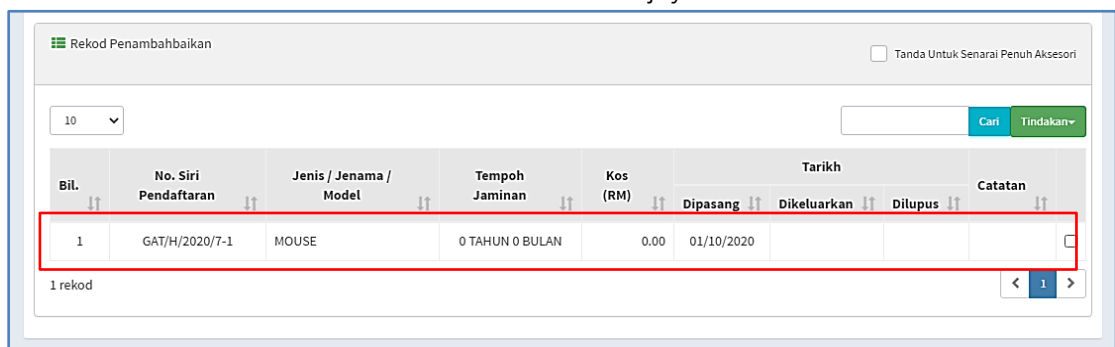 Rekod Penambahbaikan
Tanda Untuk Senarai Penuh Aksesori
10
Cari Tindakan
Bil. No. Siri Pendaftaran Jenis / Jenama / Model Tempoh Jaminan Kos (RM) Tarikh Catatan
Dipasang Dikeluarkan Dilupus
1 GAT/H/2020/7-1 MOUSE 0 TAHUN 0 BULAN 0.00 01/10/2020
1 rekod
1